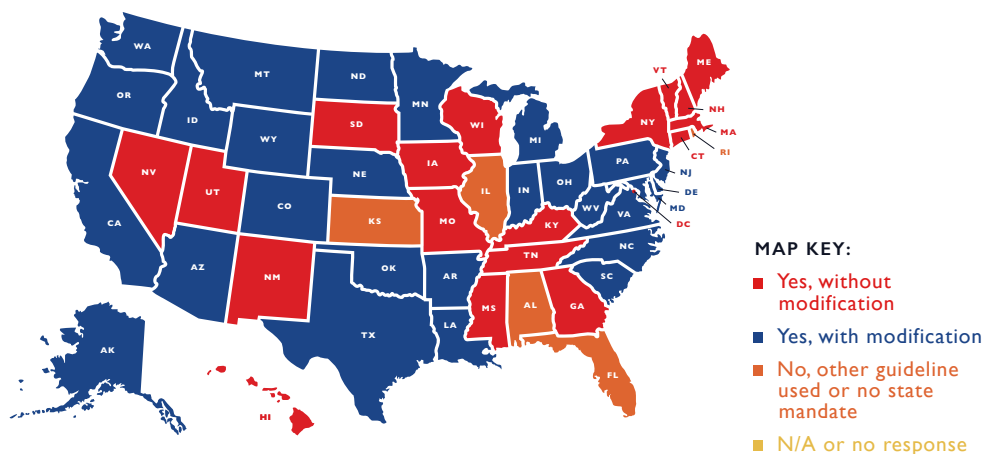 WA
OR
CA
NV
ID
MT
WY
UT
AZ
CO
NM
ND
SD
NE
KS
OK
TX
MN
IA
MO
AR
LA
WI
IL
MS
MI
IN
OH
KY
TN
AL
GA
FL
SC
NC
VA
WV
PA
NY
VT
ME
NH
MA
RI
CT
NJ
DE
MD
DC
AK
HI
MAP KEY:
Yes, without
modification
Yes, with modification
No, other guideline
used or no state
mandate
N/A or no response